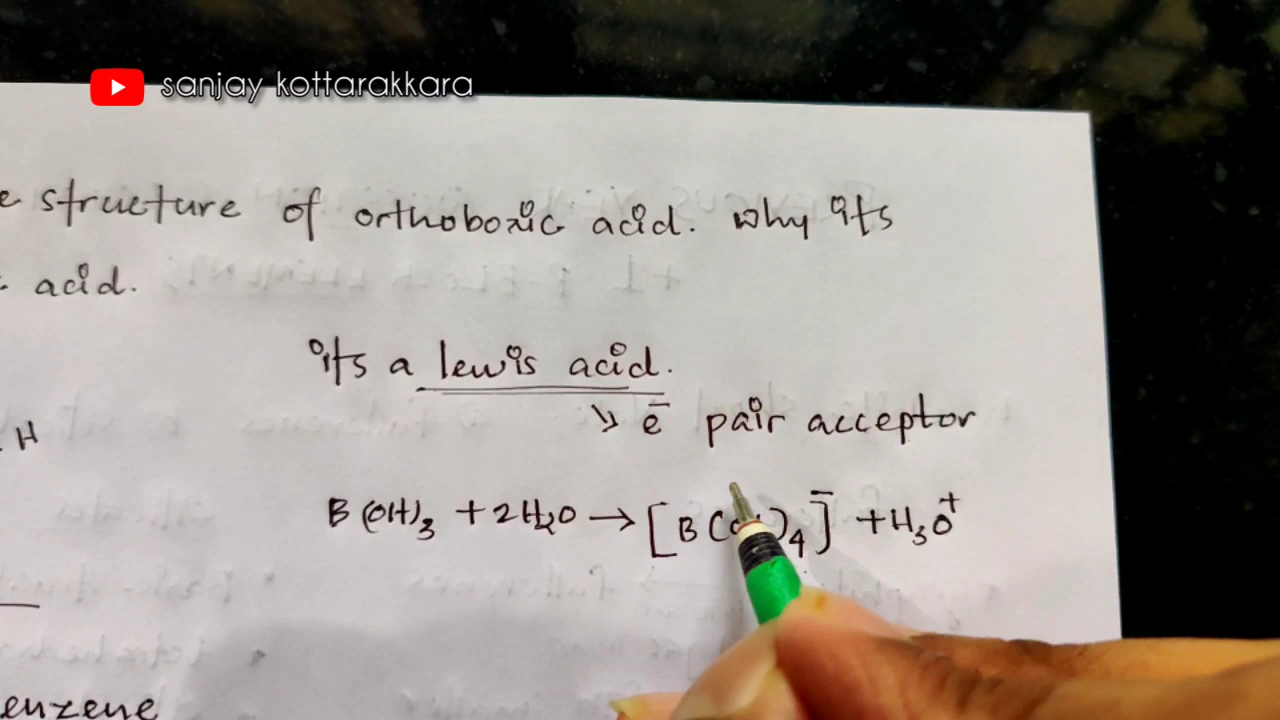 sanjay kottarakkara
e structure of orthoboric acid. why its
acid.
its a lewis acid.
↳ e⁻ pair acceptor
H
B(OH)₃ + 2H₂O → [B(OH)₄]⁻ + H₃O⁺
enzene